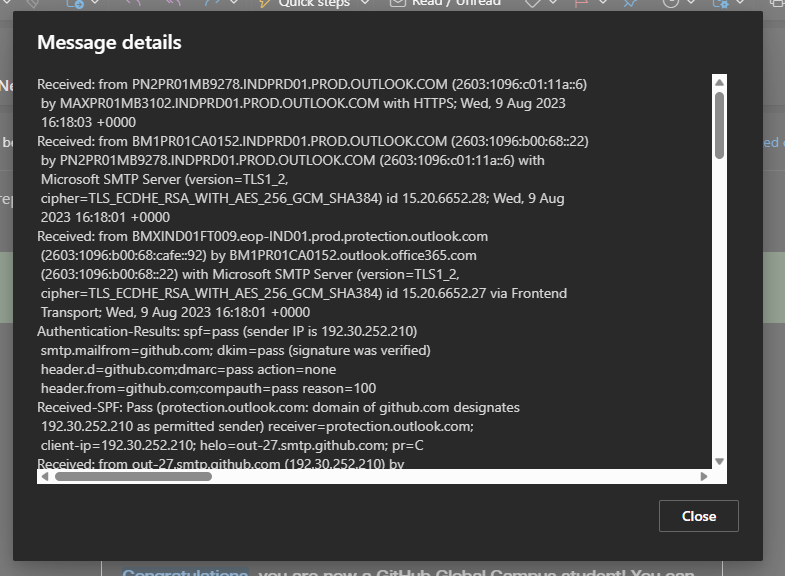 Quick steps
Read / Unread
Message details
Received: from PN2PR01MB9278.INDPRD01.PROD.OUTLOOK.COM (2603:1096:c01:11a::6)
by MAXPR01MB3102.INDPRD01.PROD.OUTLOOK.COM with HTTPS; Wed, 9 Aug 2023
16:18:03 +0000
Received: from BM1PR01CA0152.INDPRD01.PROD.OUTLOOK.COM (2603:1096:b00:68::22)
by PN2PR01MB9278.INDPRD01.PROD.OUTLOOK.COM (2603:1096:c01:11a::6) with
Microsoft SMTP Server (version=TLS1_2,
cipher=TLS_ECDHE_RSA_WITH_AES_256_GCM_SHA384) id 15.20.6652.28; Wed, 9 Aug
2023 16:18:01 +0000
Received: from BMXIND01FT009.eop-IND01.prod.protection.outlook.com
(2603:1096:b00:68:cafe::92) by BM1PR01CA0152.outlook.office365.com
(2603:1096:b00:68::22) with Microsoft SMTP Server (version=TLS1_2,
cipher=TLS_ECDHE_RSA_WITH_AES_256_GCM_SHA384) id 15.20.6652.27 via Frontend
Transport; Wed, 9 Aug 2023 16:18:01 +0000
Authentication-Results: spf=pass (sender IP is 192.30.252.210)
smtp.mailfrom=github.com; dkim=pass (signature was verified)
header.d=github.com;dmarc=pass action=none
header.from=github.com;compauth=pass reason=100
Received-SPF: Pass (protection.outlook.com: domain of github.com designates
192.30.252.210 as permitted sender) receiver=protection.outlook.com;
client-ip=192.30.252.210; helo=out-27.smtp.github.com; pr=C
Received: from out-27.smtp.github.com (192.30.252.210) by
Close
Congratulations, you are now a GitHub Global Campus student! You can